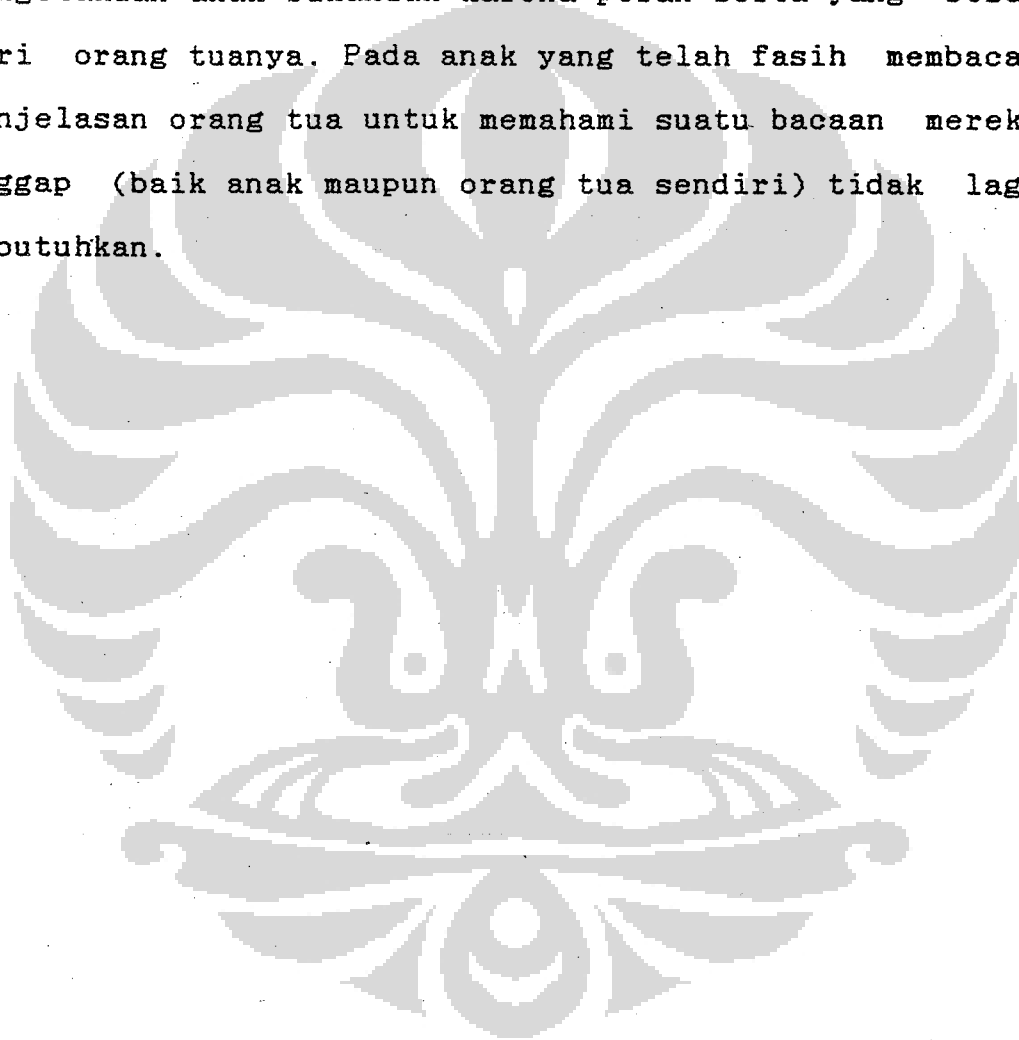 ri orang tuanya. Pada anak yang telah fasih membaca
njelasan orang tua untuk memahami suatu bacaan merek
ggap (baik anak maupun orang tua sendiri) tidak lag
butuhkan.